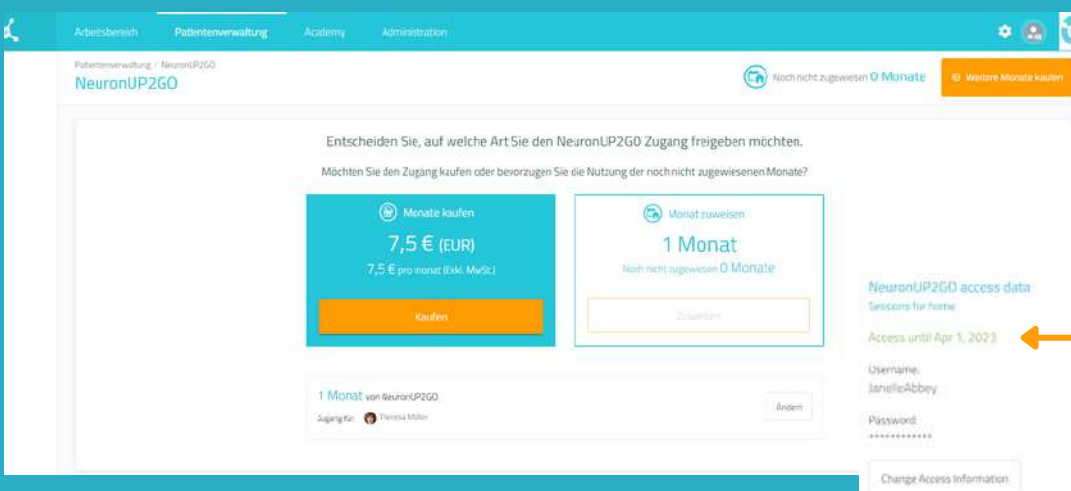 Arbeitsbereich Patientenverwaltung Academy Administration
Patientenverwaltung / NeuronUP2GO
NeuronUP2GO
Noch nicht zugewiesen 0 Monate
Weitere Monate kaufen
Entscheiden Sie, auf welche Art Sie den NeuronUP2GO Zugang freigeben möchten.
Möchten Sie den Zugang kaufen oder bevorzugen Sie die Nutzung der noch nicht zugewiesenen Monate?
Monate kaufen
7,5 € (EUR)
7,5 € pro monat (Exkl. MwSt.)
Kaufen
Monat zuweisen
1 Monat
Noch nicht zugewiesen 0 Monate
Zuweisen
1 Monat von NeuronUP2GO
Zugang für Theresa Miller
Ändern
NeuronUP2GO access data
Sessions for home
Access until Apr 1, 2023
Username:
JanelleAbbey
Password:
************
Change Access Information